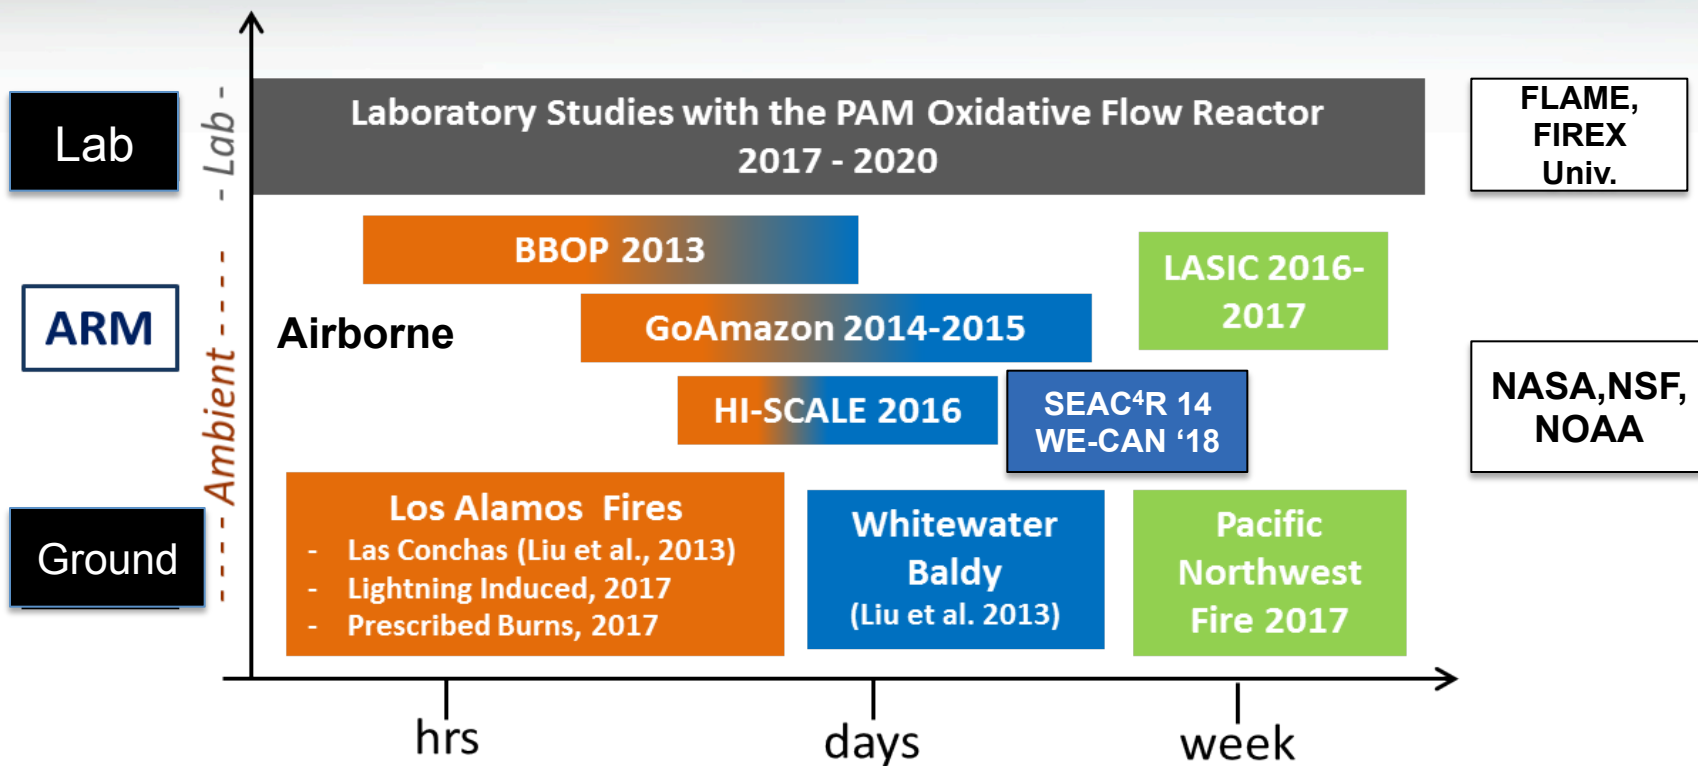 Lab
- Lab -
Laboratory Studies with the PAM Oxidative Flow Reactor
2017 - 2020
FLAME,
FIREX
Univ.
BBOP 2013
LASIC 2016-
2017
ARM
Airborne
GoAmazon 2014-2015
- - - - - Ambient - - - -
HI-SCALE 2016
SEAC⁴R 14
WE-CAN ‘18
NASA,NSF,
NOAA
Ground
Los Alamos Fires
- Las Conchas (Liu et al., 2013)
- Lightning Induced, 2017
- Prescribed Burns, 2017
Whitewater
Baldy
(Liu et al. 2013)
Pacific
Northwest
Fire 2017
hrs
days
week